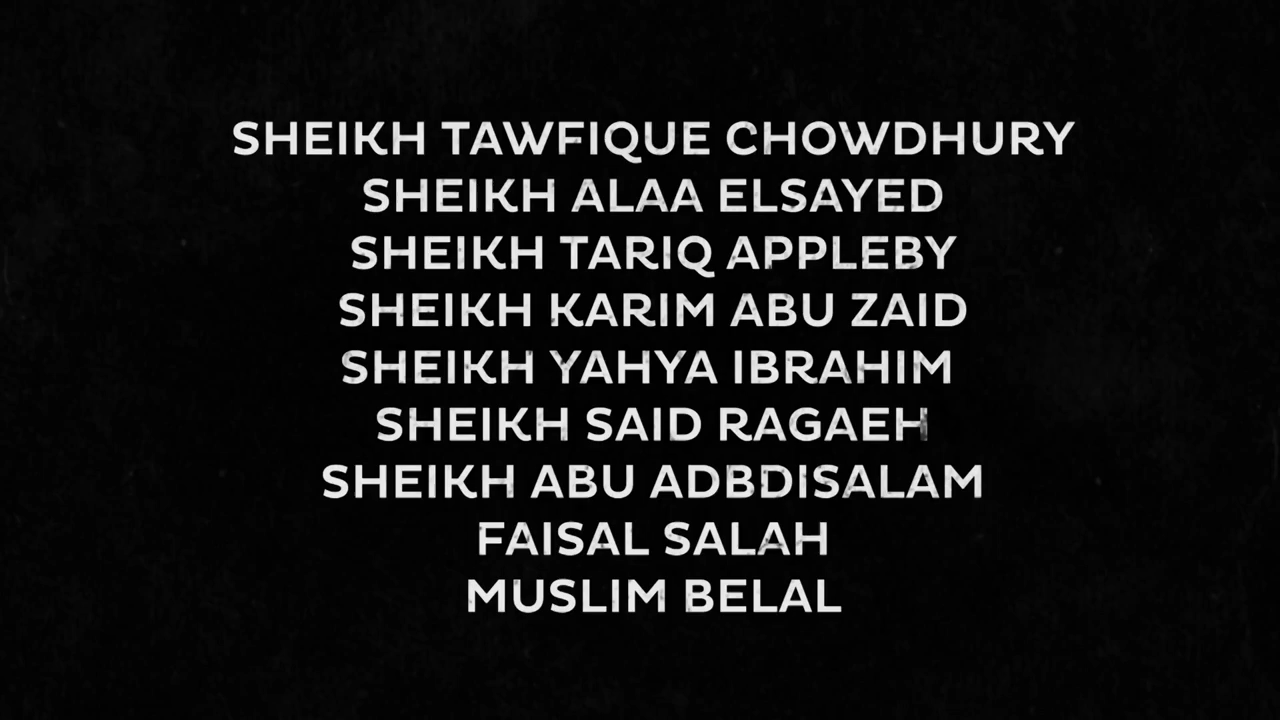 SHEIKH TAWFIQUE CHOWDHURY
SHEIKH ALAA ELSAYED
SHEIKH TARIQ APPLEBY
SHEIKH KARIM ABU ZAID
SHEIKH YAHYA IBRAHIM
SHEIKH SAID RAGAEH
SHEIKH ABU ADBDISALAM
FAISAL SALAH
MUSLIM BELAL